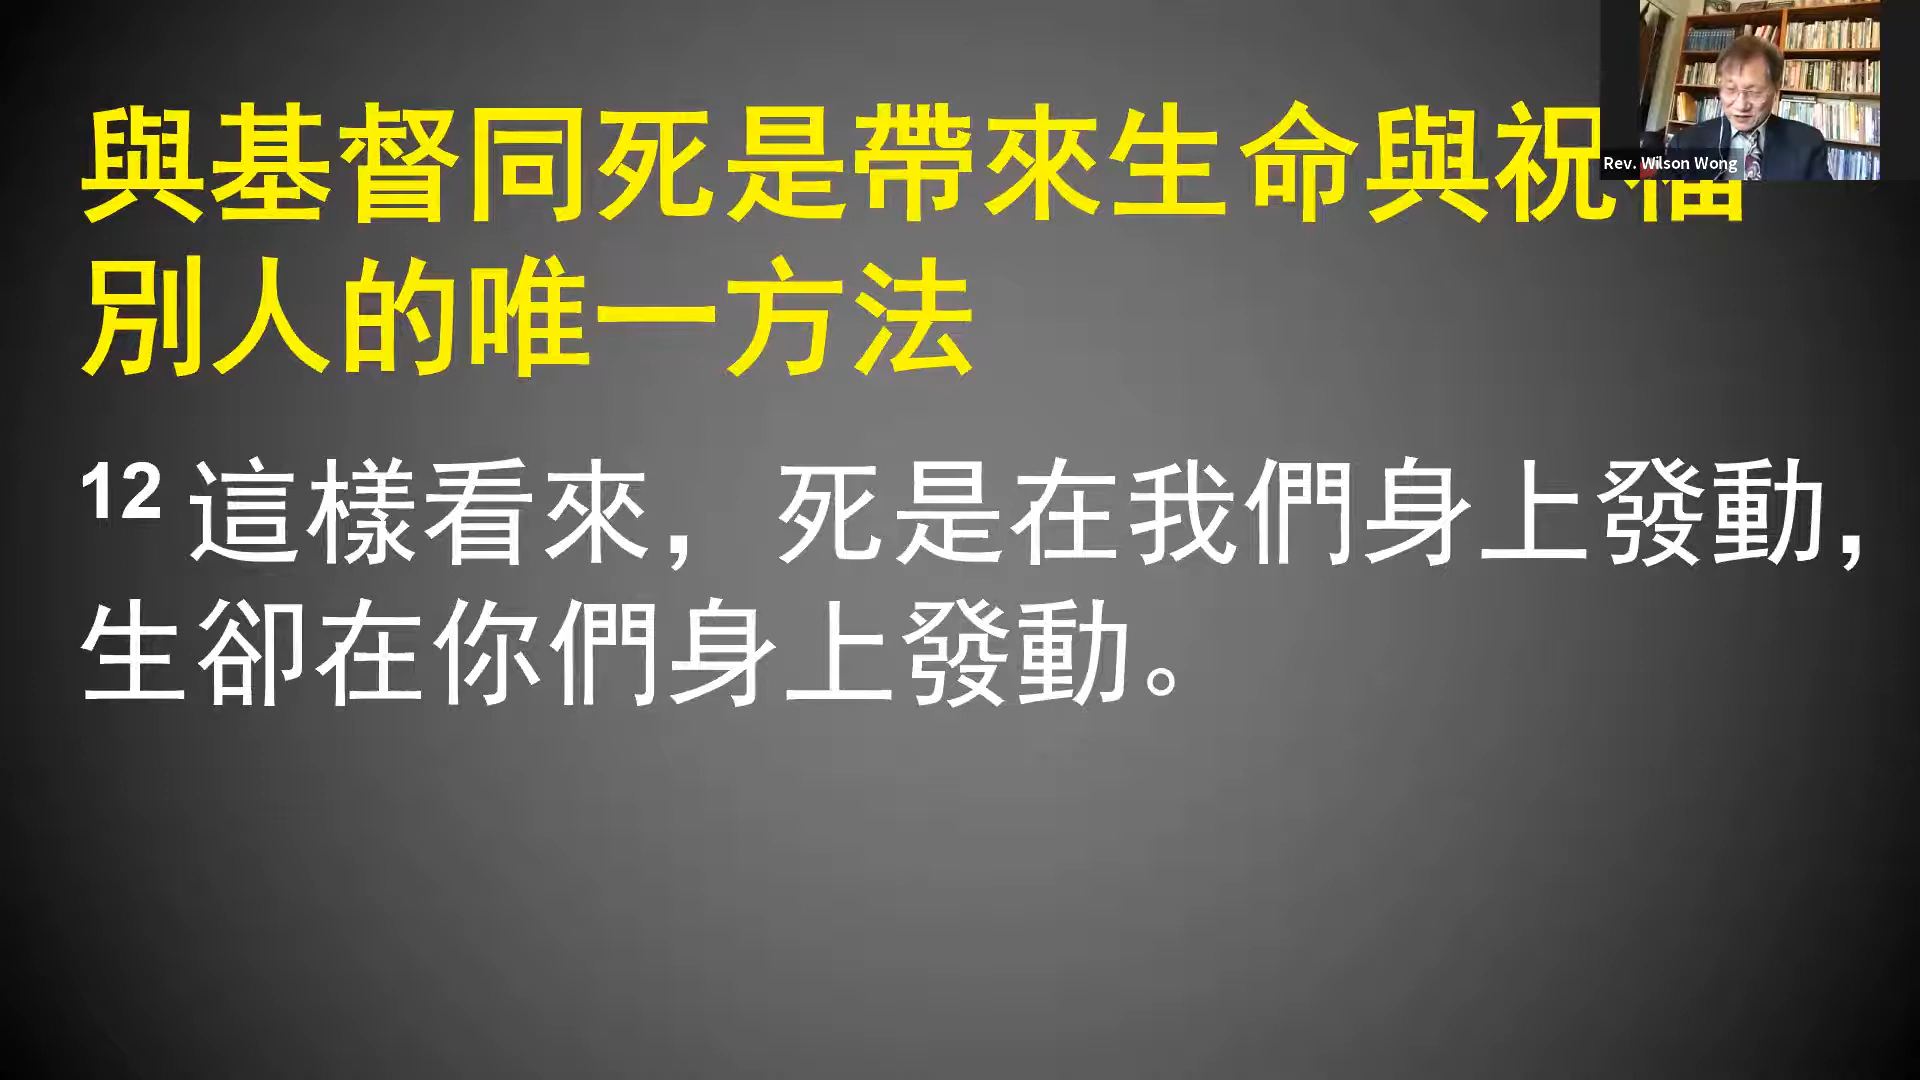 與基督同死是帶來生命與祝福
別人的唯一方法
12 這樣看來，死是在我們身上發動，
生卻在你們身上發動。
Rev. Wilson Wong